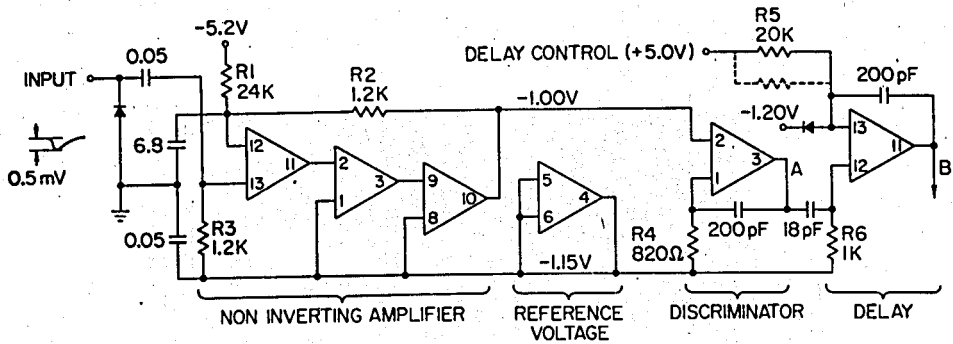 -5.2V
0.05
INPUT
R1
24K
R2
1.2K
-1.00V
DELAY CONTROL (+5.0V)
R5
20K
200 pF
-1.20V
6.8
0.5mV
12
13
11
2
1
3
9
8
10
5
6
4
2
1
3
A
13
12
11
B
0.05
R3
1.2K
-1.15V
R4
820Ω
200pF
18pF
R6
1K
NON INVERTING AMPLIFIER
REFERENCE
VOLTAGE
DISCRIMINATOR
DELAY